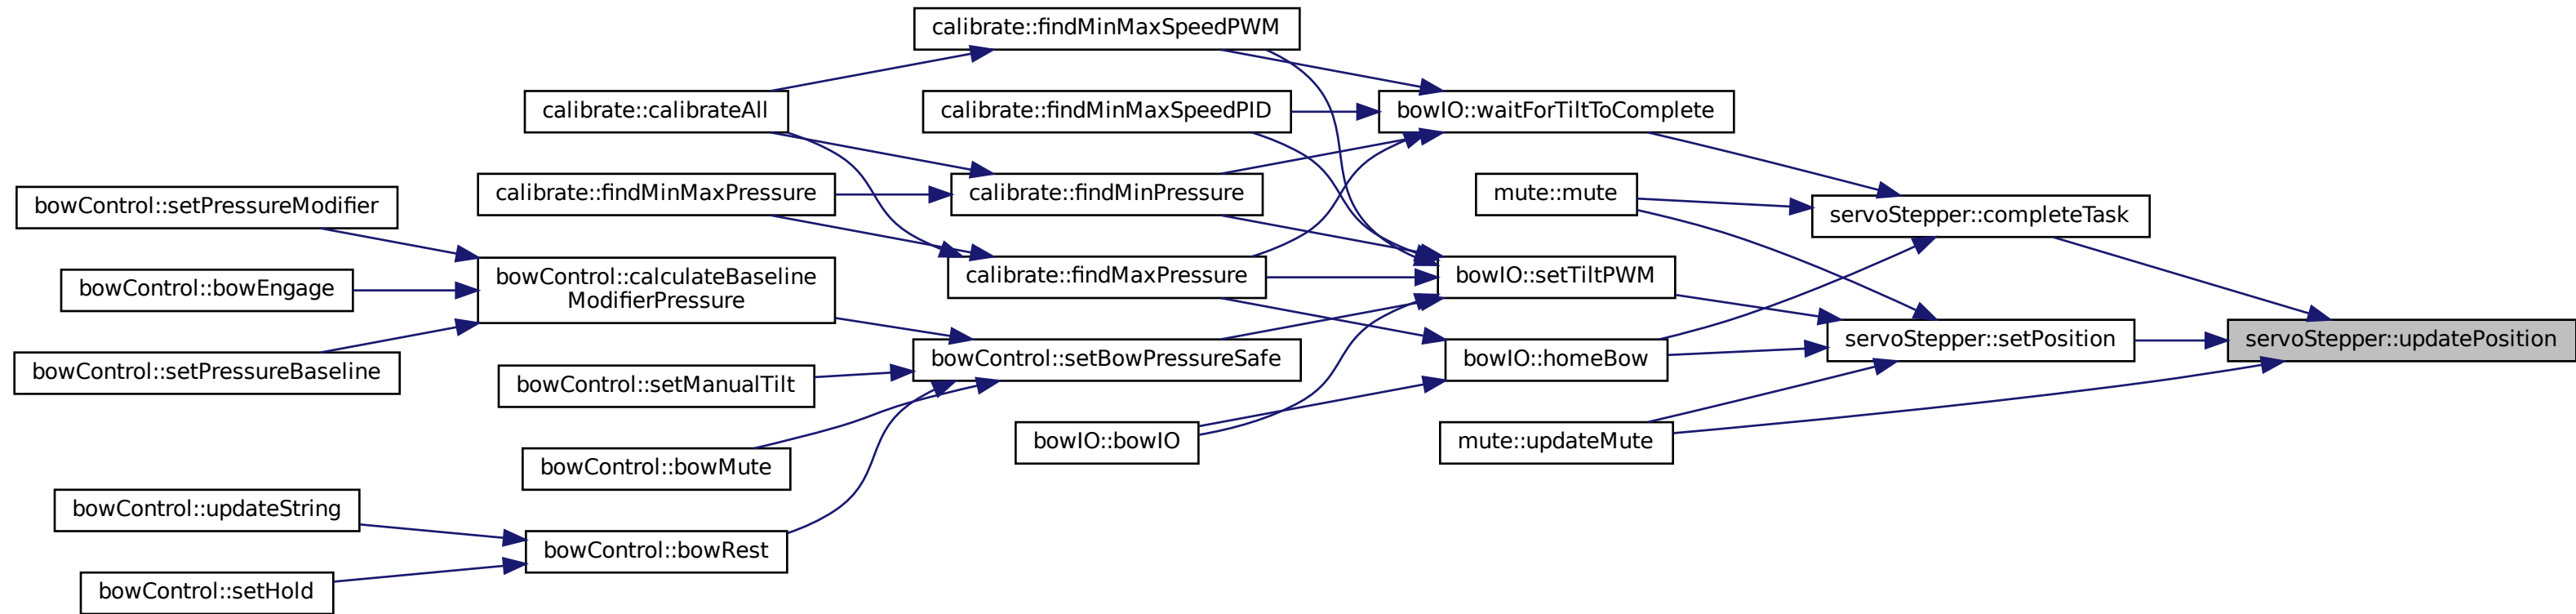 calibrate::findMinMaxSpeedPWM
calibrate::calibrateAll
calibrate::findMinMaxSpeedPID
bowIO::waitForTiltToComplete
calibrate::findMinMaxPressure
calibrate::findMinPressure
mute::mute
bowControl::setPressureModifier
servoStepper::completeTask
bowControl::bowEngage
bowControl::calculateBaseline
ModifierPressure
calibrate::findMaxPressure
bowIO::setTiltPWM
bowControl::setPressureBaseline
bowControl::setManualTilt
bowControl::setBowPressureSafe
bowIO::homeBow
servoStepper::setPosition
servoStepper::updatePosition
bowControl::bowMute
bowIO::bowIO
mute::updateMute
bowControl::updateString
bowControl::bowRest
bowControl::setHold